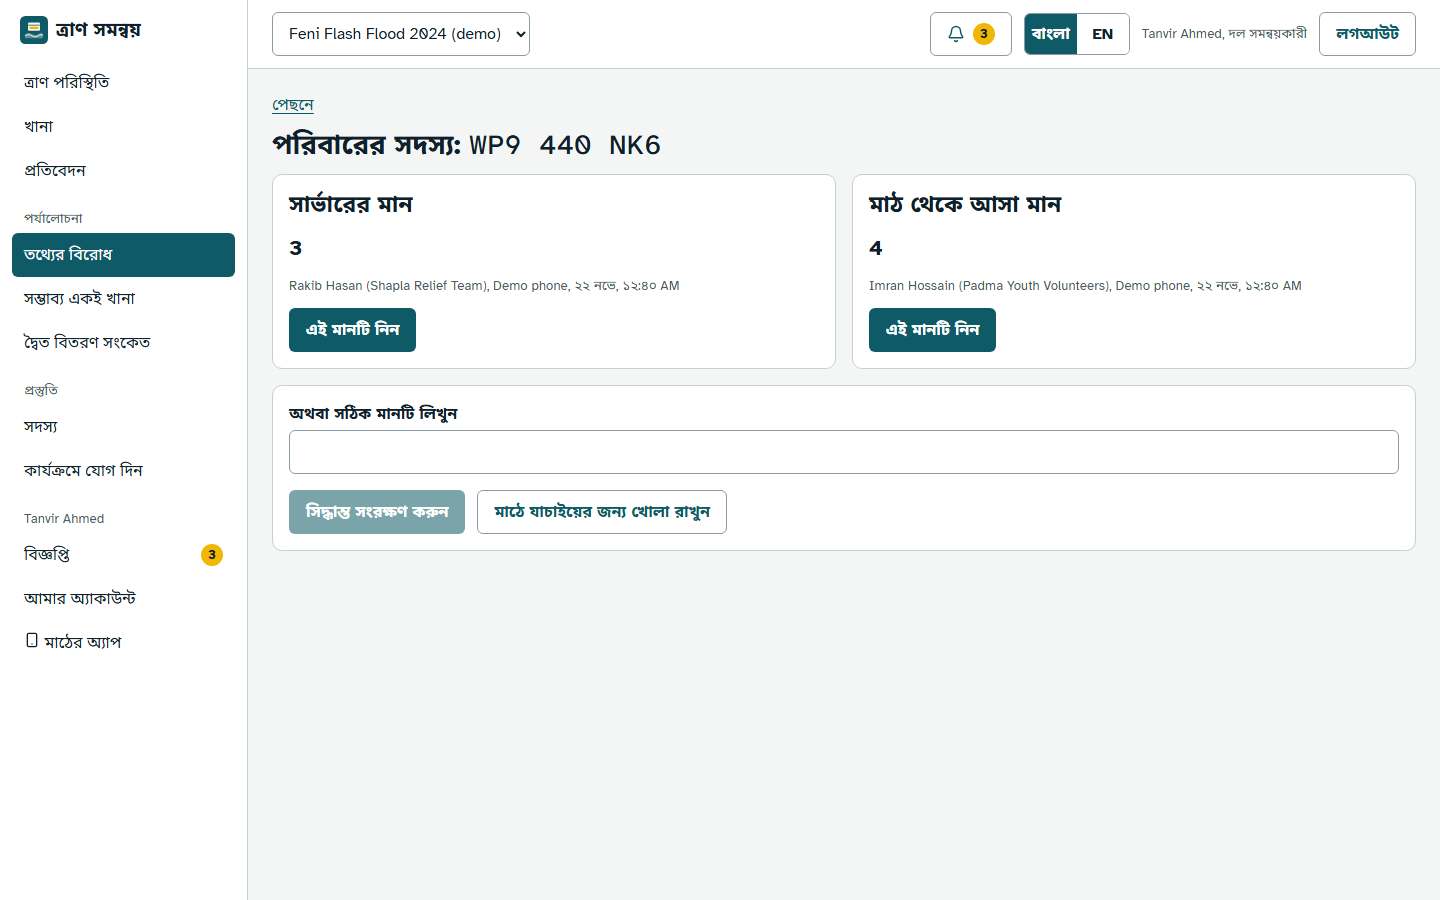 ত্রাণ সমন্বয়
Feni Flash Flood 2024 (demo)
3
বাংলা
EN
Tanvir Ahmed, দল সমন্বয়কারী
লগআউট
ত্রাণ পরিস্থিতি
খানা
প্রতিবেদন
পর্যালোচনা
তথ্যের বিরোধ
সম্ভাব্য একই খানা
দ্বৈত বিতরণ সংকেত
প্রস্তুতি
সদস্য
কার্যক্রমে যোগ দিন
Tanvir Ahmed
বিজ্ঞপ্তি 3
আমার অ্যাকাউন্ট
মাঠের অ্যাপ
পেছনে
পরিবারের সদস্য: WP9 440 NK6
সার্ভারের মান
3
Rakib Hasan (Shapla Relief Team), Demo phone, ২২ নভে, ১২:৪০ AM
এই মানটি নিন
মাঠ থেকে আসা মান
4
Imran Hossain (Padma Youth Volunteers), Demo phone, ২২ নভে, ১২:৪০ AM
এই মানটি নিন
অথবা সঠিক মানটি লিখুন
সিদ্ধান্ত সংরক্ষণ করুন
মাঠে যাচাইয়ের জন্য খোলা রাখুন